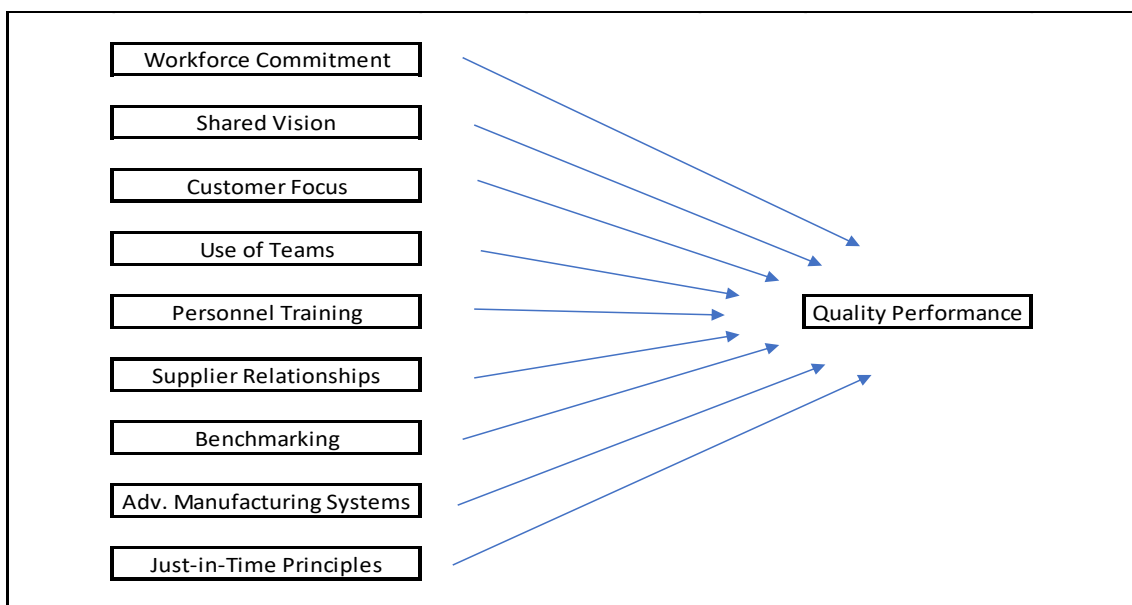 Workforce Commitment
Shared Vision
Customer Focus
Use of Teams
Personnel Training
Quality Performance
Supplier Relationships
Benchmarking
Adv. Manufacturing Systems
Just-in-Time Principles